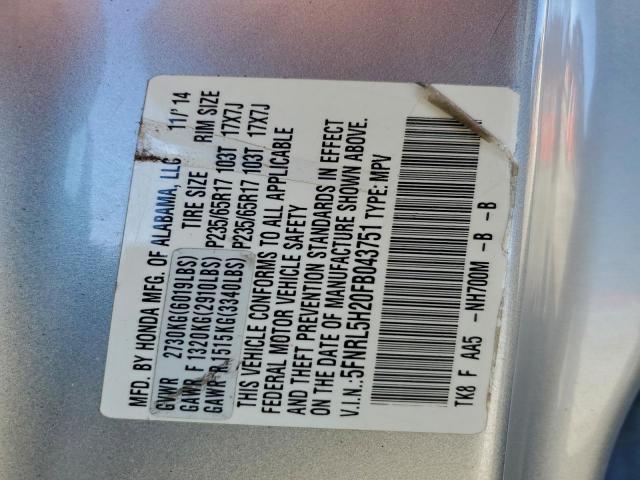 MFD. BY HONDA MFG. OF ALABAMA, LLC 11/'14
GVWR 2730KG(6019LBS) TIRE SIZE RIM SIZE
GAWR F 1320KG(2910LBS) P235/65R17 103T 17X7J
GAWR R 1515KG(3340LBS) P235/65R17 103T 17X7J
THIS VEHICLE CONFORMS TO ALL APPLICABLE
FEDERAL MOTOR VEHICLE SAFETY
AND THEFT PREVENTION STANDARDS IN EFFECT
ON THE DATE OF MANUFACTURE SHOWN ABOVE.
V.I.N.:5FNRL5H20FB043751 TYPE: MPV
TK8 F AA5 -NH700M -B -B